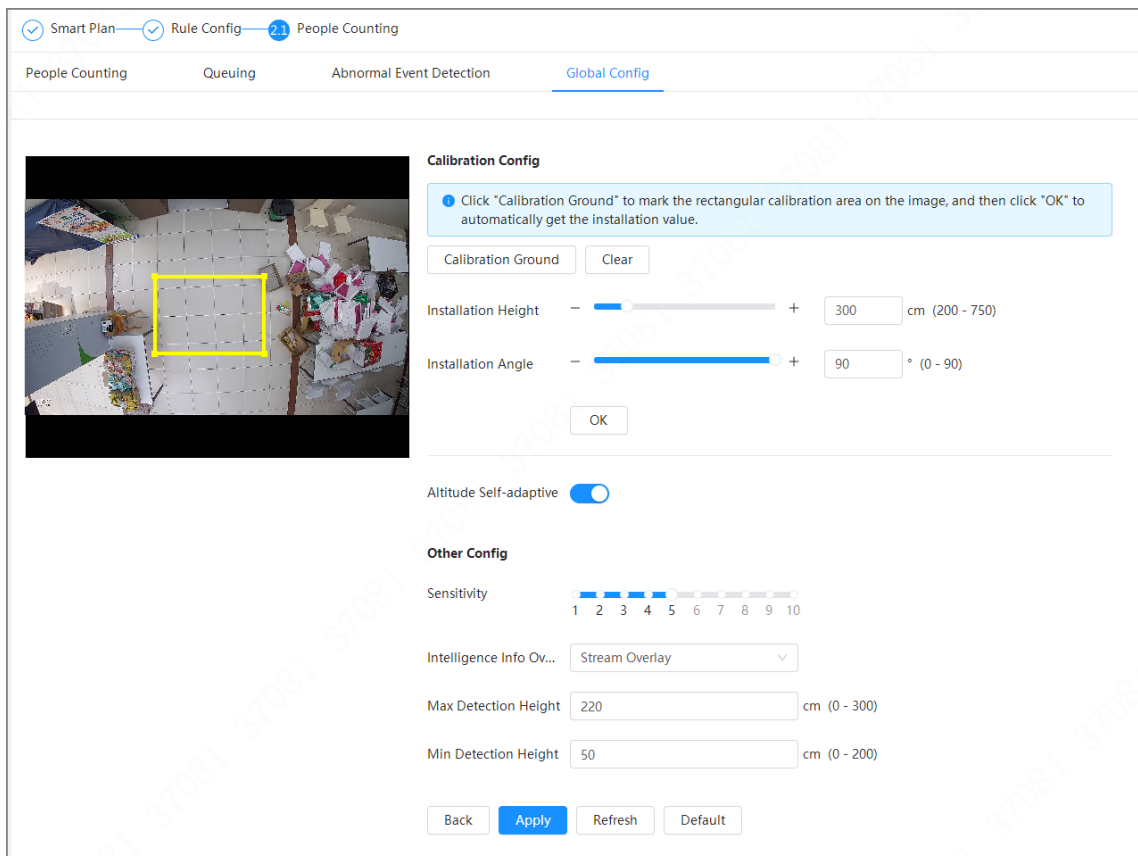 Smart Plan Rule Config 2.1 People Counting
People Counting Queuing Abnormal Event Detection Global Config
Calibration Config
Click "Calibration Ground" to mark the rectangular calibration area on the image, and then click "OK" to
automatically get the installation value.
Calibration Ground Clear
Installation Height − + 300 cm (200 - 750)
Installation Angle − + 90 ° (0 - 90)
OK
Altitude Self-adaptive
Other Config
Sensitivity
1 2 3 4 5 6 7 8 9 10
Intelligence Info Ov... Stream Overlay
Max Detection Height 220 cm (0 - 300)
Min Detection Height 50 cm (0 - 200)
Back Apply Refresh Default
37081 37081 37081